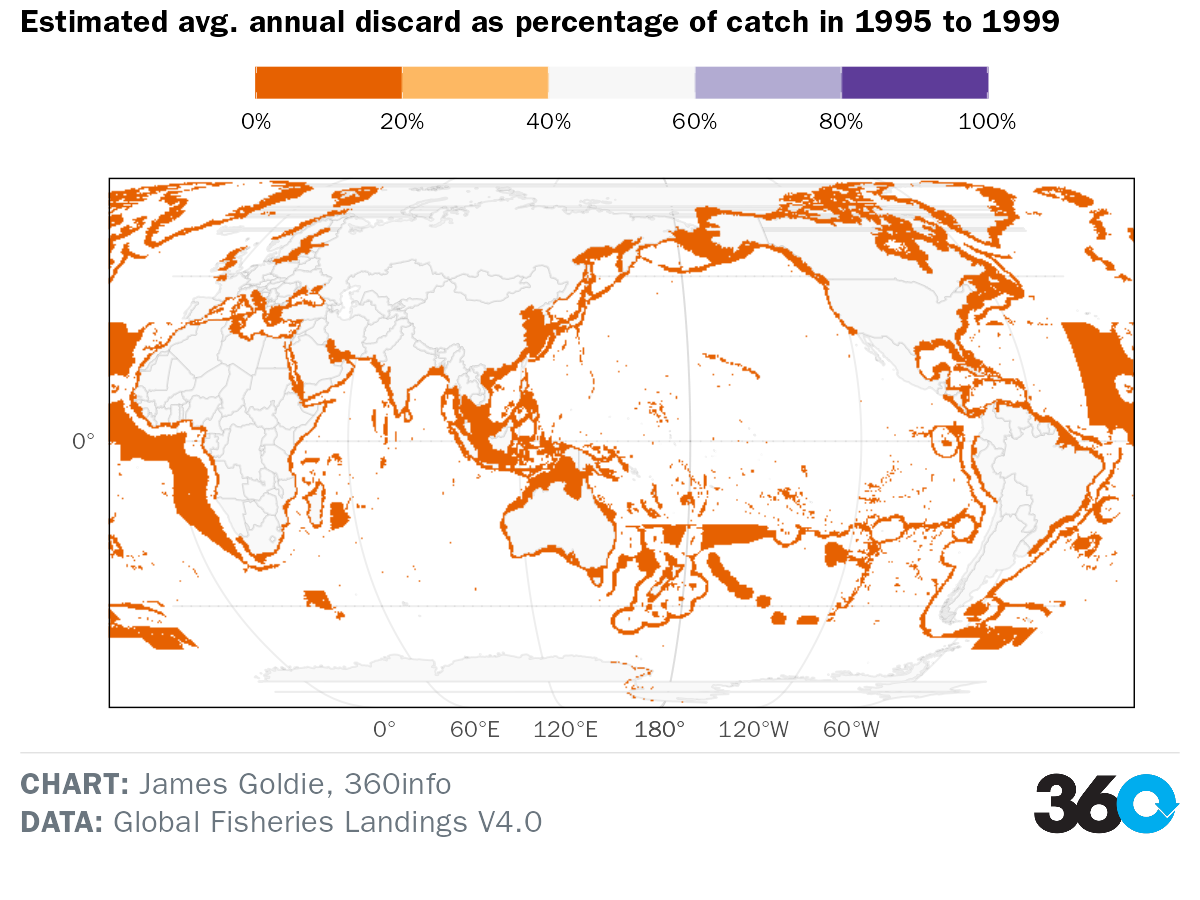 Estimated avg. annual discard as percentage of catch in 1995 to 1999
0% 20% 40% 60% 80% 100%
0°
0° 60°E 120°E 180° 120°W 60°W
CHART: James Goldie, 360info
DATA: Global Fisheries Landings V4.0
360